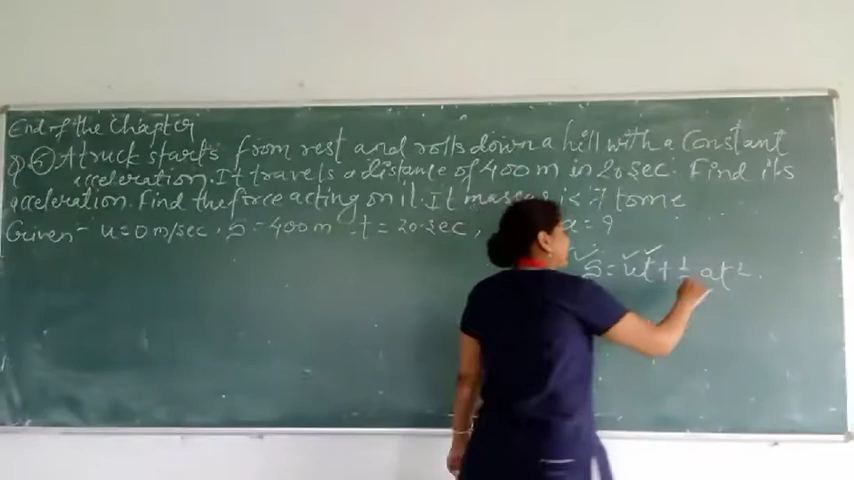 End of the chapter
Q 5 A truck starts from rest and rolls down a hill with a Constant
acceleration. It travels a distance of 400 m in 20 sec. Find its
acceleration. Find the force acting on it. It mass is 7 tome
Given - u = 0 m/sec, S = 400 m t = 20 sec, a = ?
S = ut + 1/2 at²